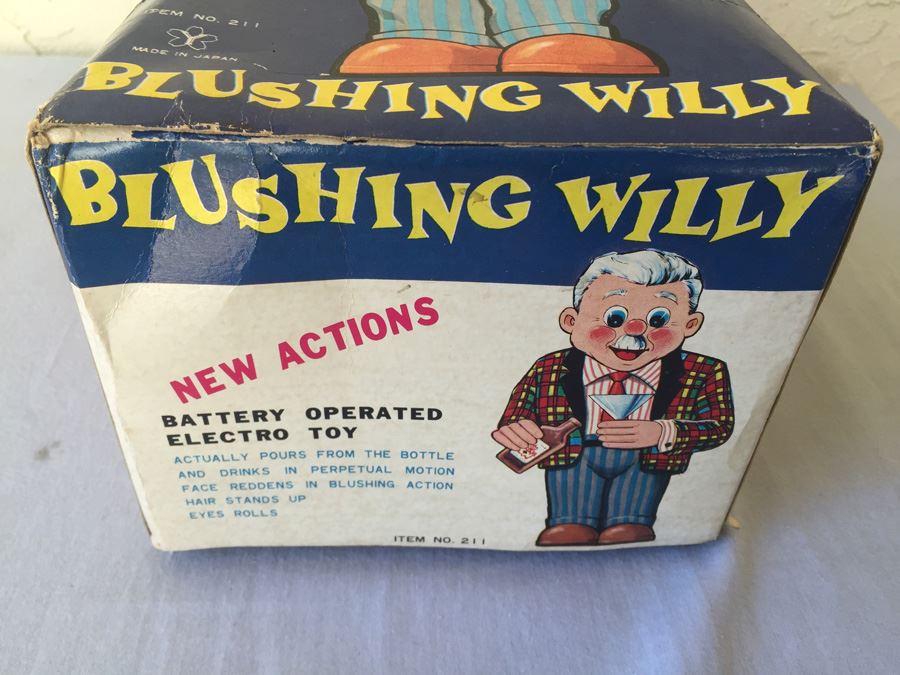 ITEM NO. 211
MADE IN JAPAN
BLUSHING WILLY
BLUSHING WILLY
NEW ACTIONS
BATTERY OPERATED
ELECTRO TOY
ACTUALLY POURS FROM THE BOTTLE
AND DRINKS IN PERPETUAL MOTION
FACE REDDENS IN BLUSHING ACTION
HAIR STANDS UP
EYES ROLLS
ITEM NO. 211